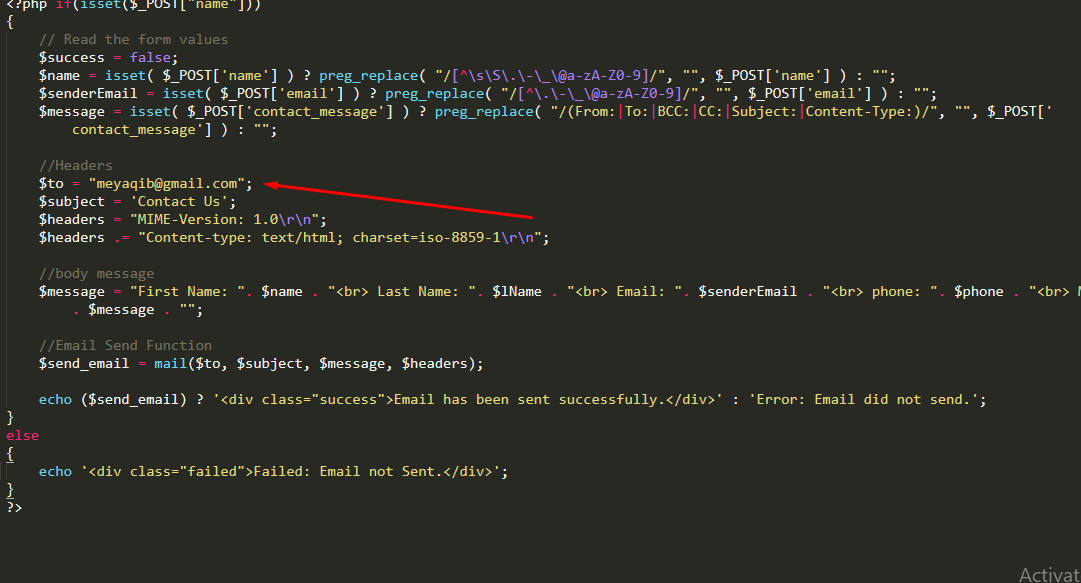 <?php if(isset($_POST["name"]))
{
// Read the form values
$success = false;
$name = isset( $_POST['name'] ) ? preg_replace( "/[^\s\S\.\-\_\@a-zA-Z0-9]/", "", $_POST['name'] ) : "";
$senderEmail = isset( $_POST['email'] ) ? preg_replace( "/[^\.\-\_\@a-zA-Z0-9]/", "", $_POST['email'] ) : "";
$message = isset( $_POST['contact_message'] ) ? preg_replace( "/(From:|To:|BCC:|CC:|Subject:|Content-Type:)/", "", $_POST['
contact_message'] ) : "";
//Headers
$to = "meyaqib@gmail.com";
$subject = 'Contact Us';
$headers = "MIME-Version: 1.0\r\n";
$headers .= "Content-type: text/html; charset=iso-8859-1\r\n";
//body message
$message = "First Name: ". $name . "<br> Last Name: ". $lName . "<br> Email: ". $senderEmail . "<br> phone: ". $phone . "<br>
. $message . "";
//Email Send Function
$send_email = mail($to, $subject, $message, $headers);
echo ($send_email) ? '<div class="success">Email has been sent successfully.</div>' : 'Error: Email did not send.';
}
else
{
echo '<div class="failed">Failed: Email not Sent.</div>';
}
?>
Activat